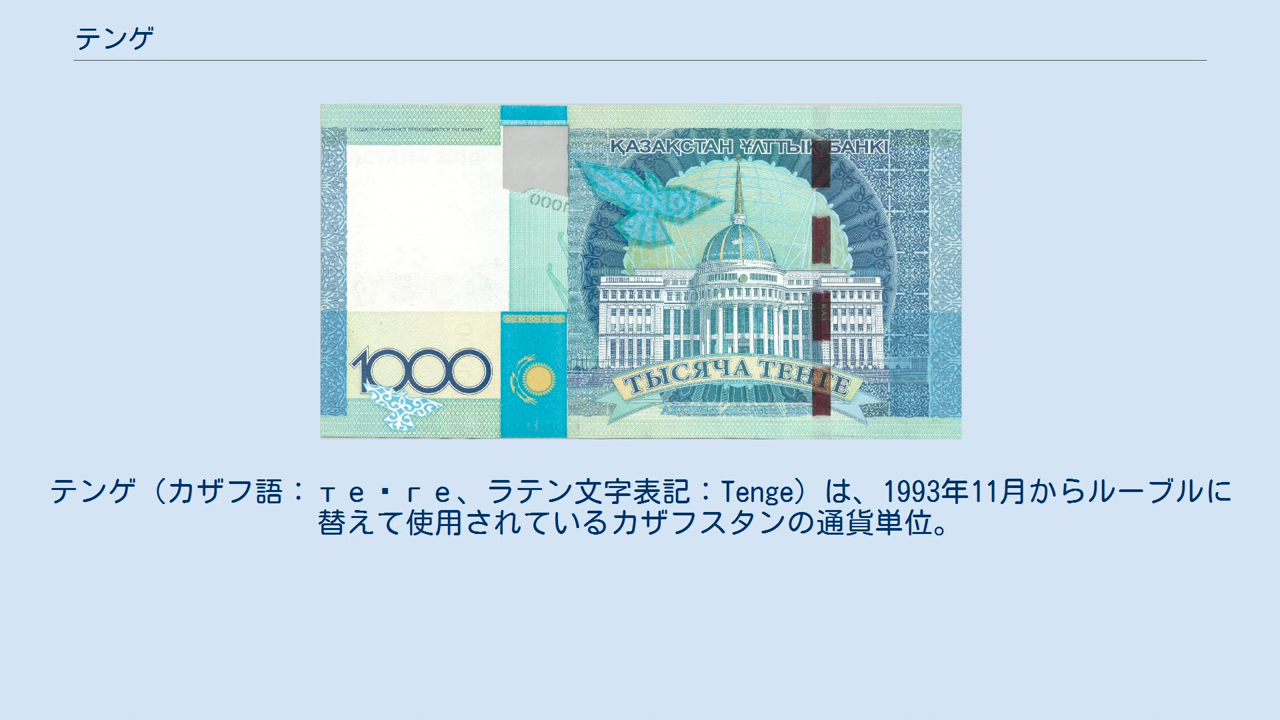 テンゲ
ҚАЗАҚСТАН ҰЛТТЫҚ БАНКІ
000
1000
ТЫСЯЧА ТЕНГЕ
テンゲ（カザフ語：те・ге、ラテン文字表記：Tenge）は、1993年11月からルーブルに
替えて使用されているカザフスタンの通貨単位。